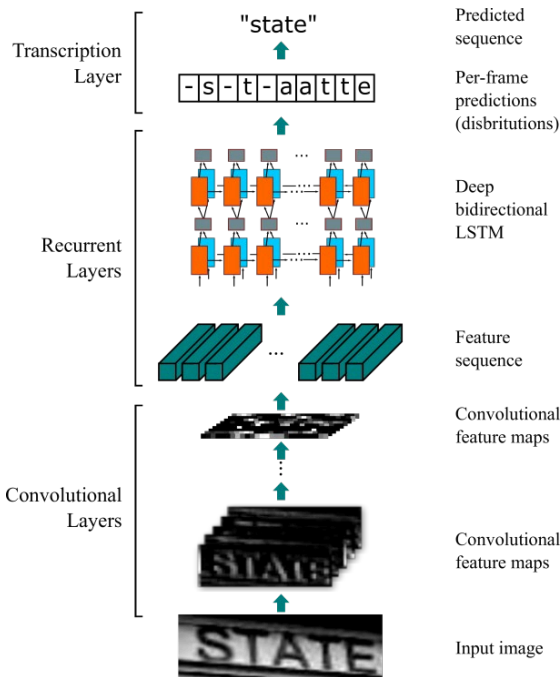 "state"
Predicted
sequence
Transcription
Layer
-s-t-aatte
Per-frame
predictions
(disbritutions)
...
Deep
bidirectional
LSTM
...
...
Recurrent
Layers
...
Feature
sequence
Convolutional
feature maps
...
Convolutional
Layers
STATE
Convolutional
feature maps
STATE
Input image